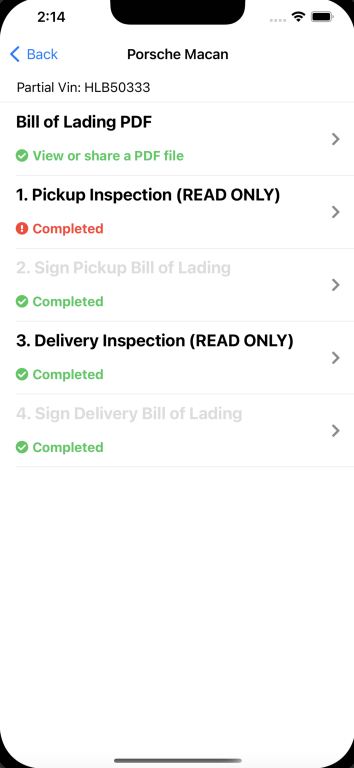 2:14
Back
Porsche Macan
Partial Vin: HLB50333
Bill of Lading PDF
View or share a PDF file
1. Pickup Inspection (READ ONLY)
Completed
2. Sign Pickup Bill of Lading
Completed
3. Delivery Inspection (READ ONLY)
Completed
4. Sign Delivery Bill of Lading
Completed